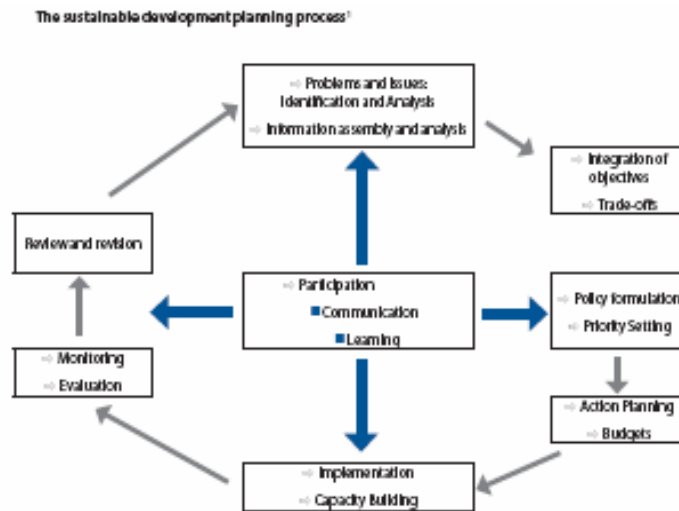 The sustainable development planning process¹
⇨ Problems and Issues:
Identification and Analysis
⇨ Information assembly and analysis
⇨ Integration of
objectives
⇨ Trade-offs
Review and revision
⇨ Participation
■ Communication
■ Learning
⇨ Policy formulation
⇨ Priority Setting
⇨ Monitoring
⇨ Evaluation
⇨ Action Planning
⇨ Budgets
⇨ Implementation
⇨ Capacity Building